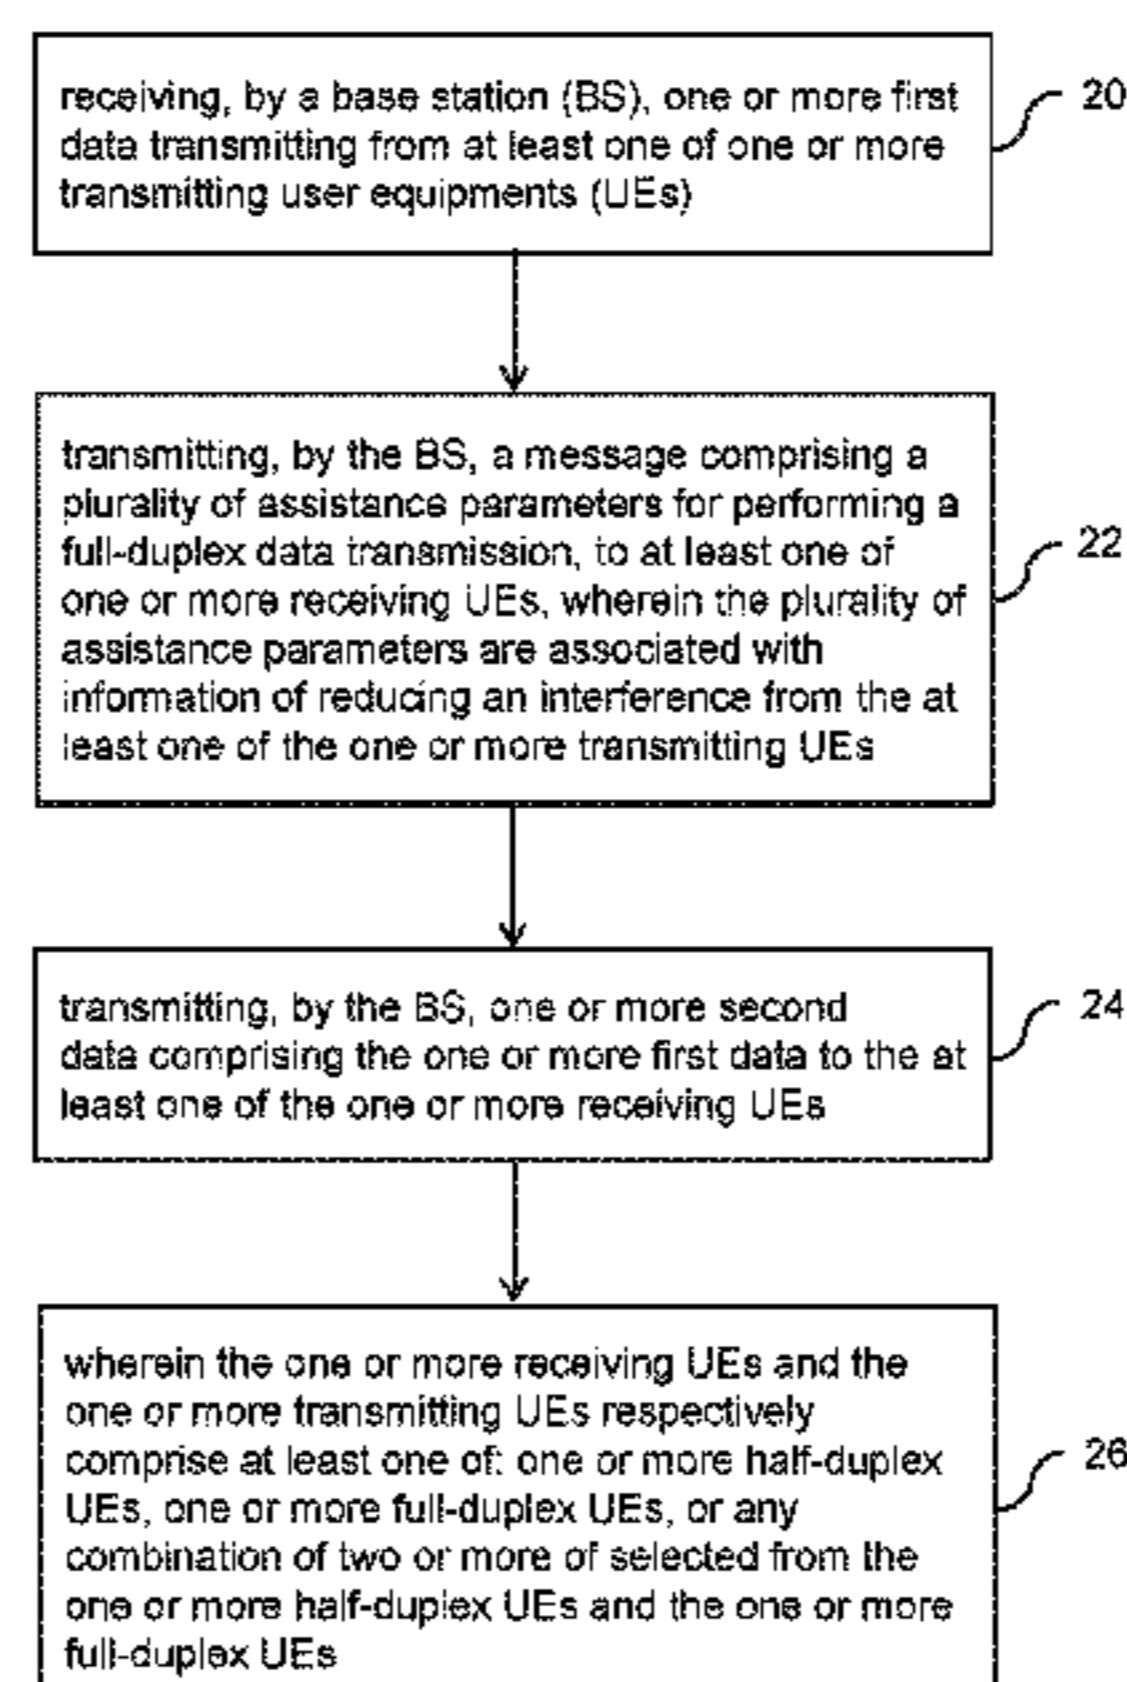 receiving, by a base station (BS), one or more first
data transmitting from at least one of one or more
transmitting user equipments (UEs)
20
transmitting, by the BS, a message comprising a
plurality of assistance parameters for performing a
full-duplex data transmission, to at least one of
one or more receiving UEs, wherein the plurality of
assistance parameters are associated with
information of reducing an interference from the at
least one of the one or more transmitting UEs
22
transmitting, by the BS, one or more second
data comprising the one or more first data to the at
least one of the one or more receiving UEs
24
wherein the one or more receiving UEs and the
one or more transmitting UEs respectively
comprise at least one of: one or more half-duplex
UEs, one or more full-duplex UEs, or any
combination of two or more of selected from the
one or more half-duplex UEs and the one or more
full-duplex UEs
26